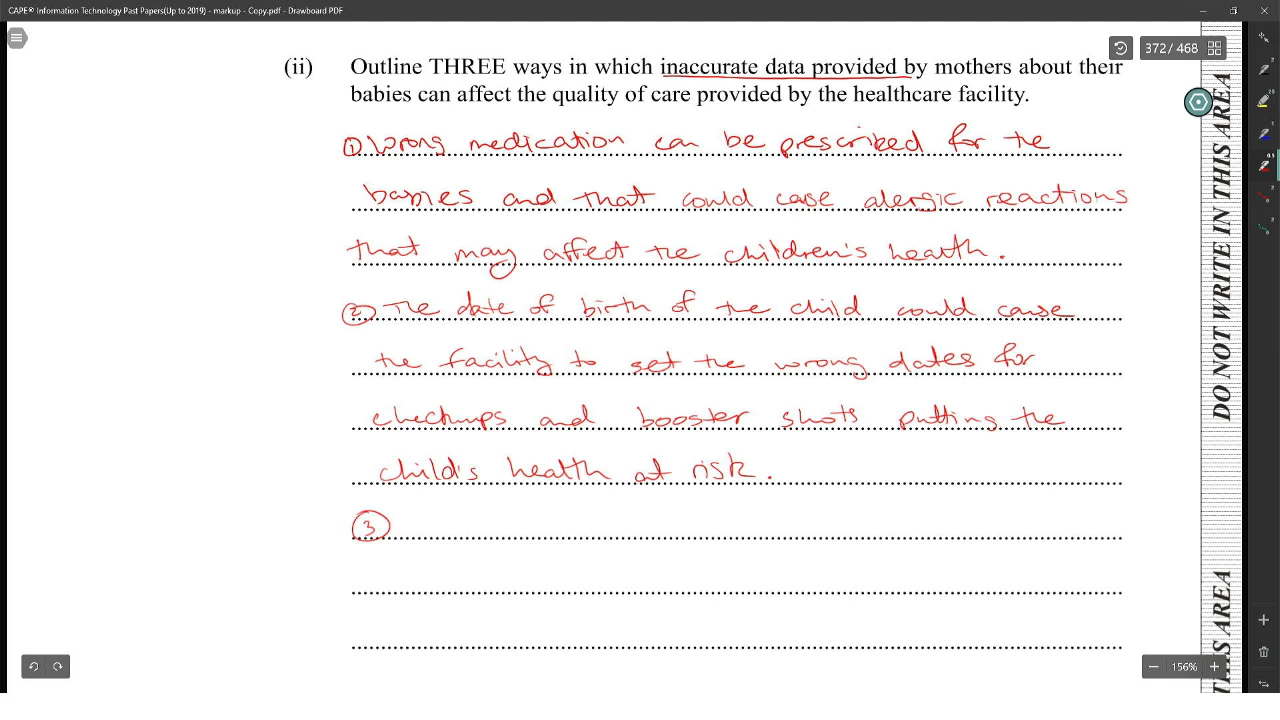 CAPE® Information Technology Past Papers(Up to 2019) - markup - Copy.pdf - Drawboard PDF
372 / 468
(ii) Outline THREE ways in which inaccurate data provided by mothers about their
babies can affect the quality of care provided by the healthcare facility.
① Wrong medication can be prescribed for the
babies and that could case alergic reactions
that may affect the children's health.
② The date of birth of the child could cause
the facility to set the wrong dates for
checkups and booster shots putting the
child's health at risk.
③
DO NOT WRITE IN THIS AREA
THIS AREA
156%